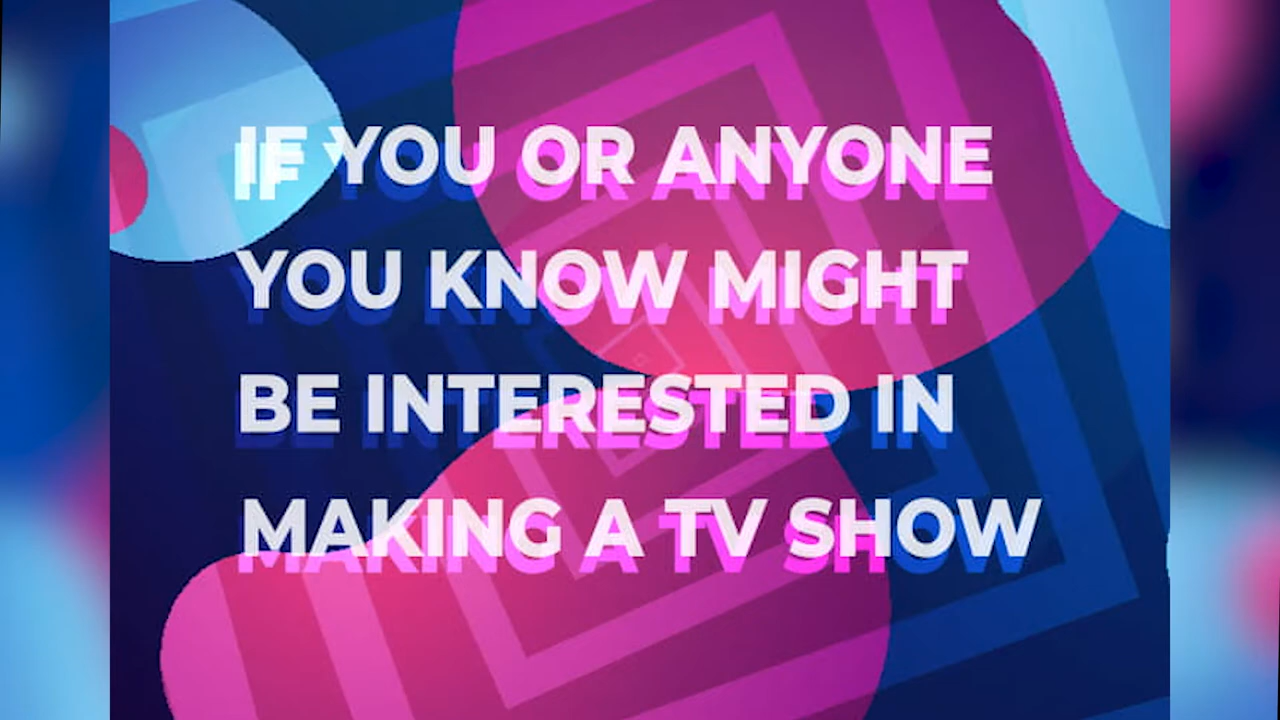 IF YOU OR ANYONE
YOU KNOW MIGHT
BE INTERESTED IN
MAKING A TV SHOW